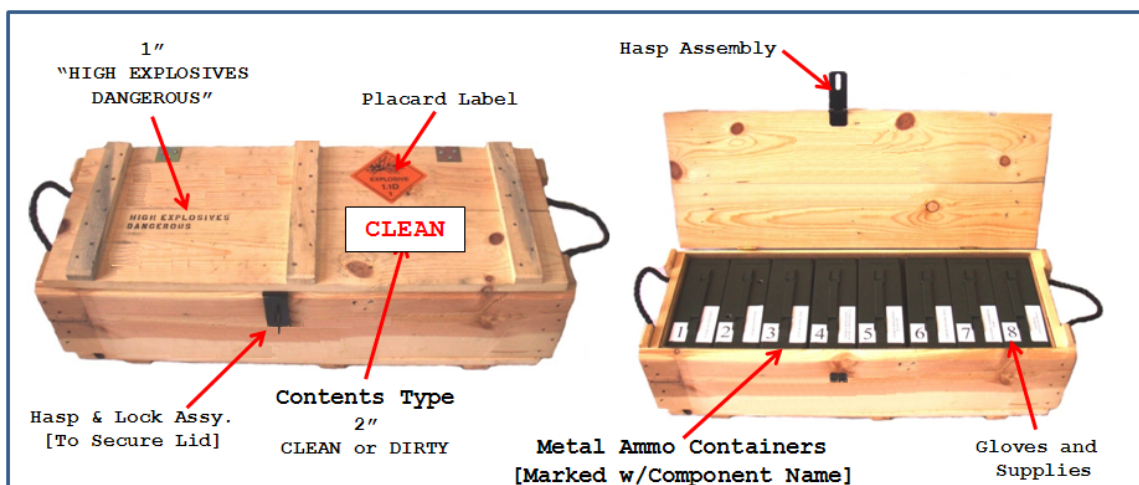 1”
“HIGH EXPLOSIVES
DANGEROUS”
Placard Label
Hasp Assembly
EXPLOSIVE
1.1D
1
HIGH EXPLOSIVES
DANGEROUS
CLEAN
1 2 3 4 5 6 7 8
Hasp & Lock Assy.
[To Secure Lid]
Contents Type
2”
CLEAN or DIRTY
Metal Ammo Containers
[Marked w/Component Name]
Gloves and
Supplies